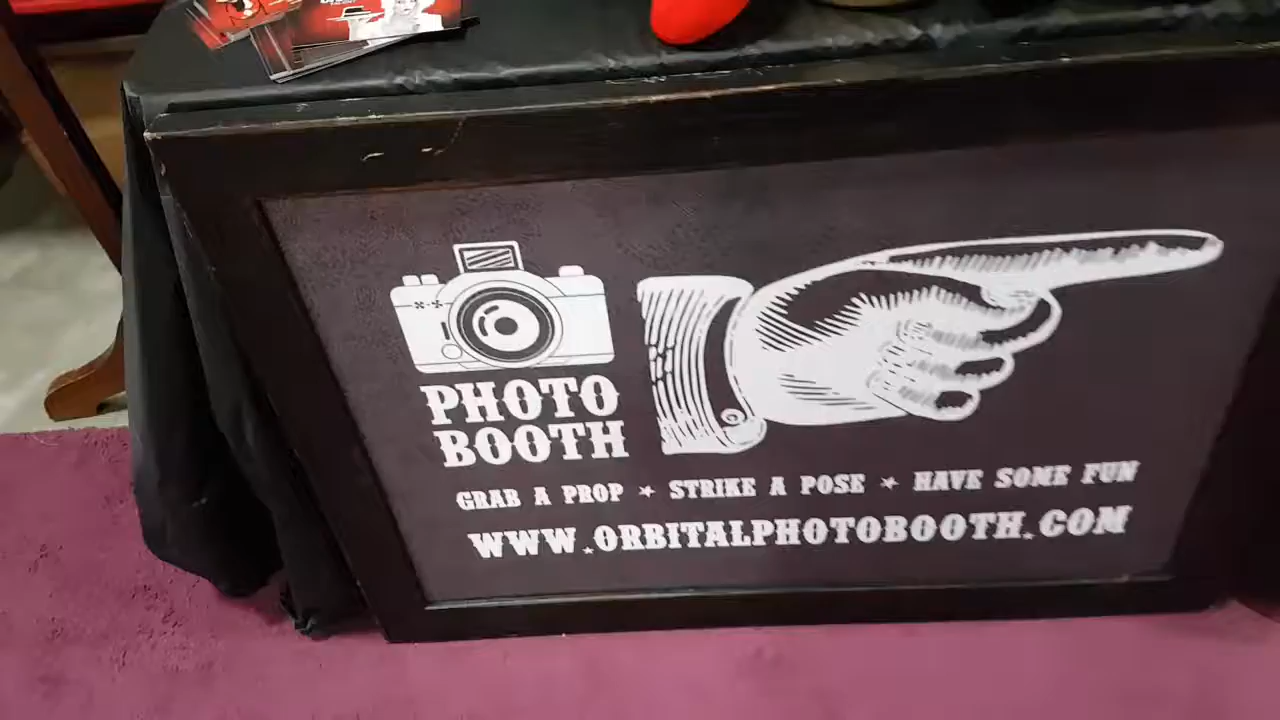 PHOTO
BOOTH
GRAB A PROP ★ STRIKE A POSE ★ HAVE SOME FUN
WWW.ORBITALPHOTOBOOTH.COM